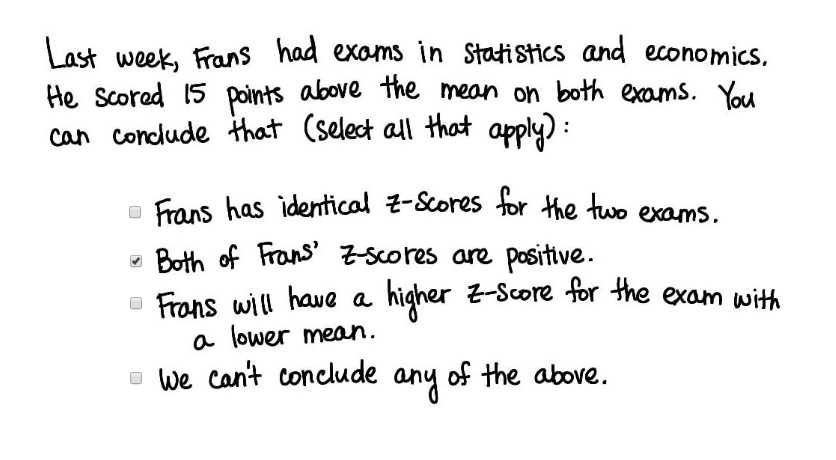 Last week, Frans had exams in statistics and economics.
He scored 15 points above the mean on both exams. You
can conclude that (select all that apply):
Frans has identical z-scores for the two exams.
Both of Frans' z-scores are positive.
Frans will have a higher z-score for the exam with
a lower mean.
We can't conclude any of the above.